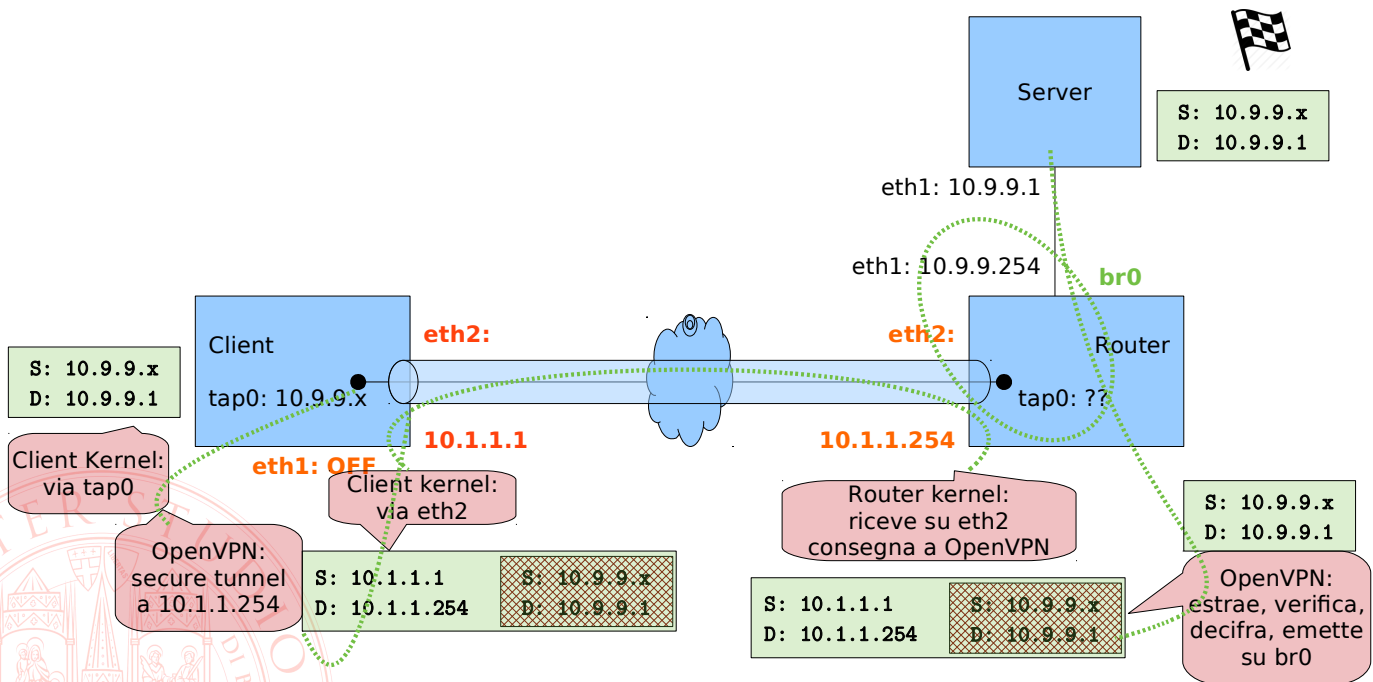 Server
S: 10.9.9.x
D: 10.9.9.1
eth1: 10.9.9.1
eth1: 10.9.9.254
br0
Client
eth2:
eth2:
Router
S: 10.9.9.x
D: 10.9.9.1
tap0: 10.9.9.x
tap0: ??
10.1.1.1
10.1.1.254
eth1: OFF
Client Kernel:
via tap0
Client kernel:
via eth2
Router kernel:
riceve su eth2
consegna a OpenVPN
S: 10.9.9.x
D: 10.9.9.1
OpenVPN:
secure tunnel
a 10.1.1.254
S: 10.1.1.1
D: 10.1.1.254
S: 10.9.9.x
D: 10.9.9.1
S: 10.1.1.1
D: 10.1.1.254
S: 10.9.9.x
D: 10.9.9.1
OpenVPN:
estrae, verifica,
decifra, emette
su br0